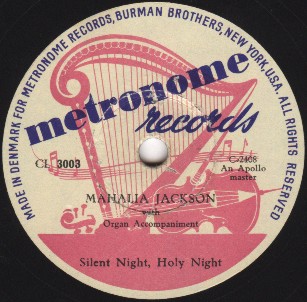 MADE IN DENMARK FOR METRONOME RECORDS, BURMAN BROTHERS, NEW YORK, U.S.A. ALL RIGHTS RESERVED
metronome
records
CL 3003
C-2408
An Apollo
master
MAHALIA JACKSON
with
Organ Accompaniment
Silent Night, Holy Night